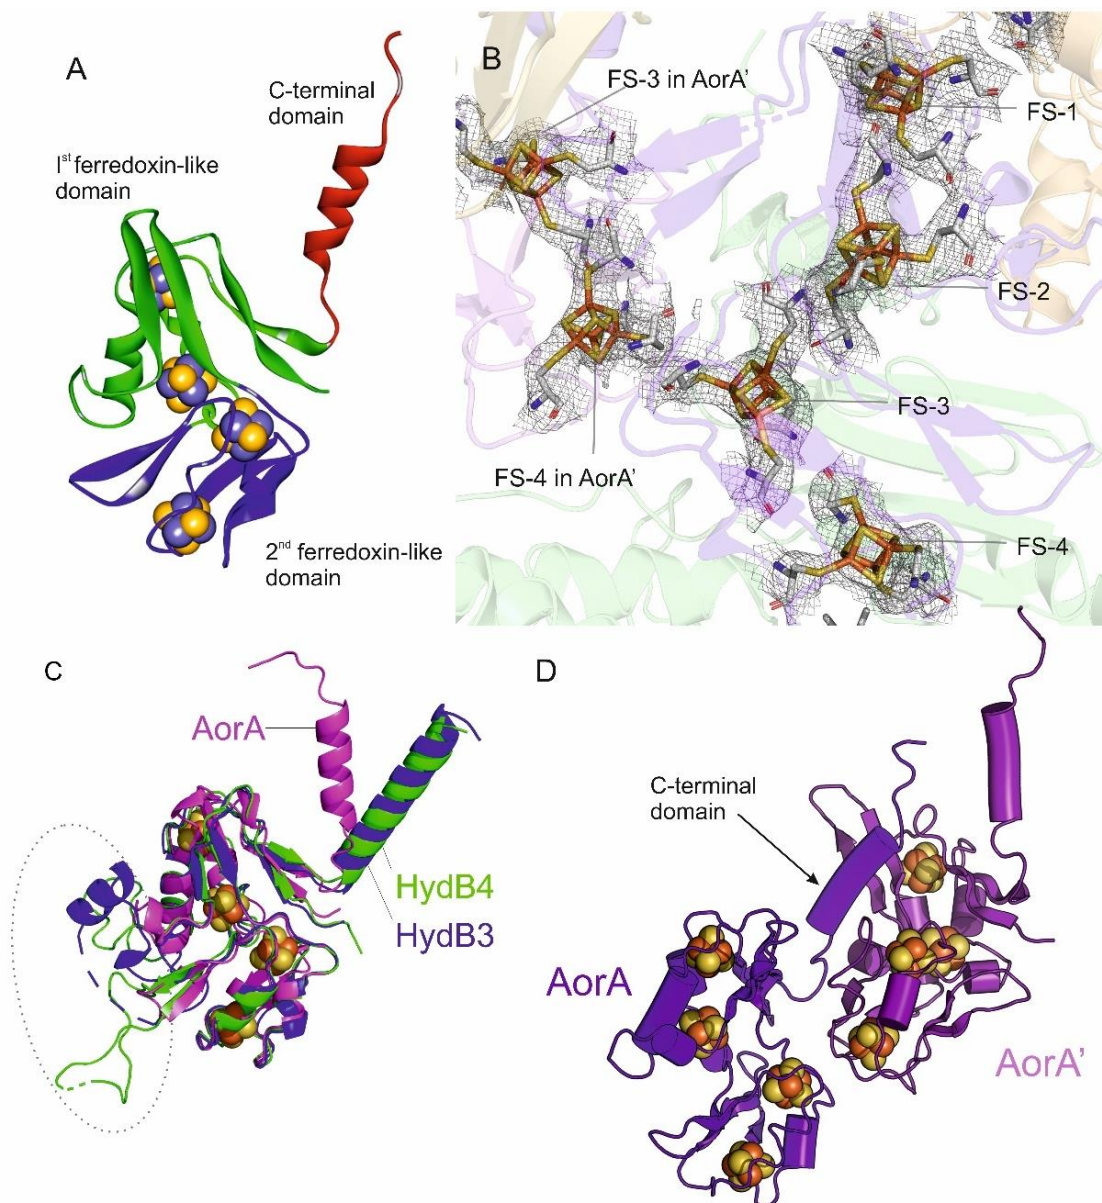 A
C-terminal
domain
Iˢᵗ ferredoxin-like
domain
2ⁿᵈ ferredoxin-like
domain
B
FS-3 in AorA’
FS-1
FS-2
FS-3
FS-4 in AorA’
FS-4
C
AorA
HydB4
HydB3
D
C-terminal
domain
AorA
AorA’